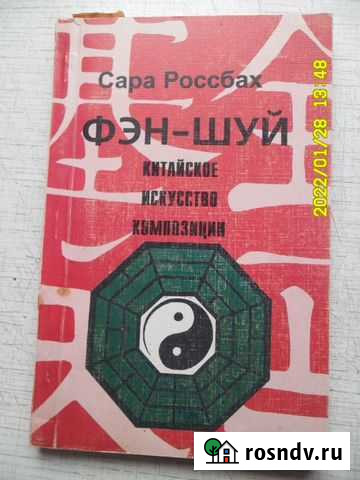 Сара Россбах
ФЭН-ШУЙ
КИТАЙСКОЕ
ИСКУССТВО
КОМПОЗИЦИИ
2022/01/28 13:48
rosndv.ru